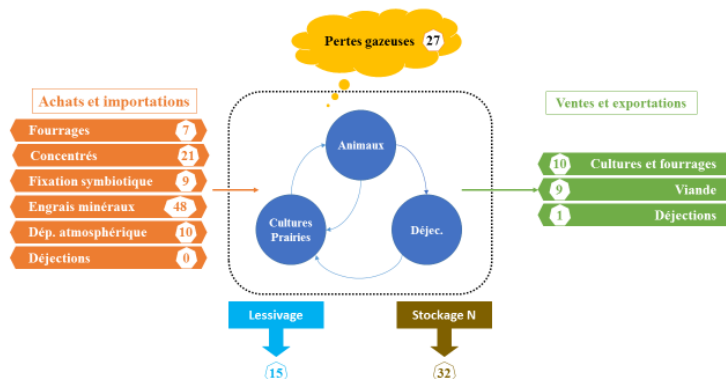 Pertes gazeuses 27
Achats et importations
Fourrages 7
Concentrés 21
Fixation symbiotique 9
Engrais minéraux 48
Dép. atmosphérique 10
Déjections 0
Animaux
Cultures
Prairies
Déjec.
Ventes et exportations
10 Cultures et fourrages
9 Viande
1 Déjections
Lessivage
15
Stockage N
32